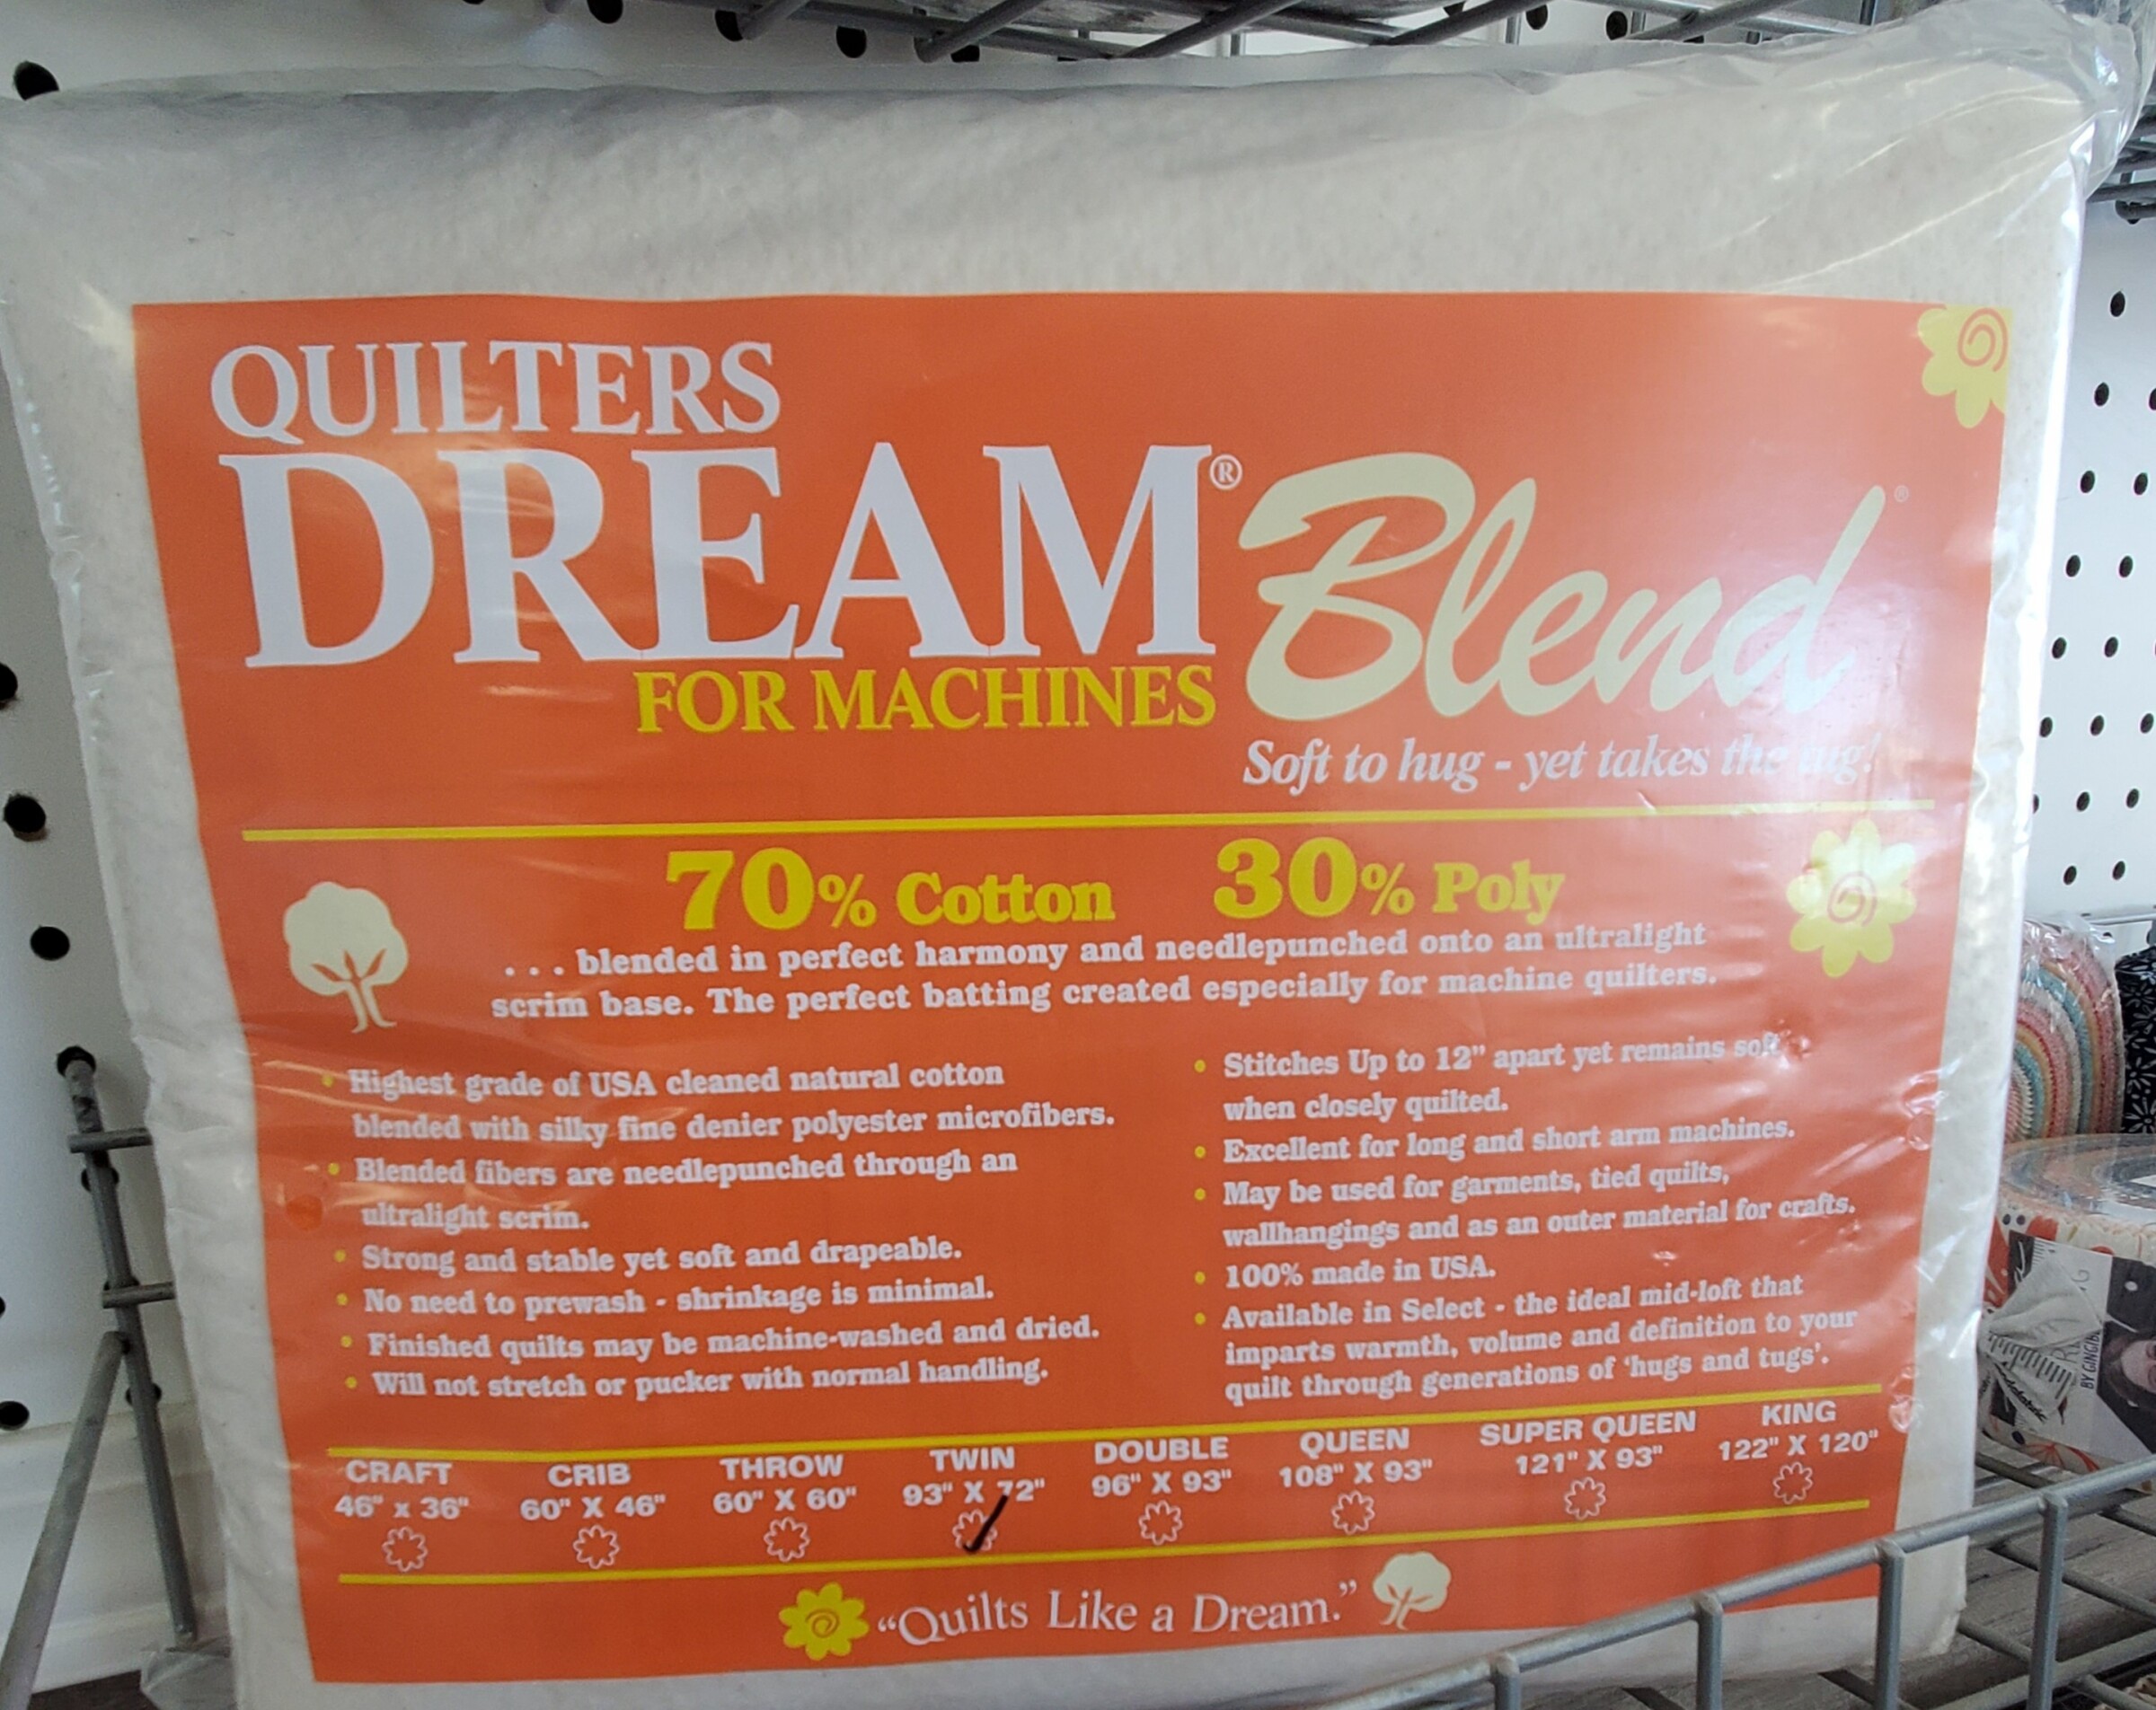 QUILTERS
DREAM® Blend®
FOR MACHINES
Soft to hug - yet takes the tug!
70% Cotton 30% Poly
. . . blended in perfect harmony and needlepunched onto an ultralight
scrim base. The perfect batting created especially for machine quilters.
• Highest grade of USA cleaned natural cotton
blended with silky fine denier polyester microfibers.
• Blended fibers are needlepunched through an
ultralight scrim.
• Strong and stable yet soft and drapeable.
• No need to prewash - shrinkage is minimal.
• Finished quilts may be machine-washed and dried.
• Will not stretch or pucker with normal handling.
• Stitches Up to 12" apart yet remains soft
when closely quilted.
• Excellent for long and short arm machines.
• May be used for garments, tied quilts,
wallhangings and as an outer material for crafts.
• 100% made in USA.
• Available in Select - the ideal mid-loft that
imparts warmth, volume and definition to your
quilt through generations of 'hugs and tugs'.
CRAFT CRIB THROW TWIN DOUBLE QUEEN SUPER QUEEN KING
46" x 36" 60" X 46" 60" X 60" 93" X 72" 96" X 93" 108" X 93" 121" X 93" 122" X 120"
"Quilts Like a Dream."